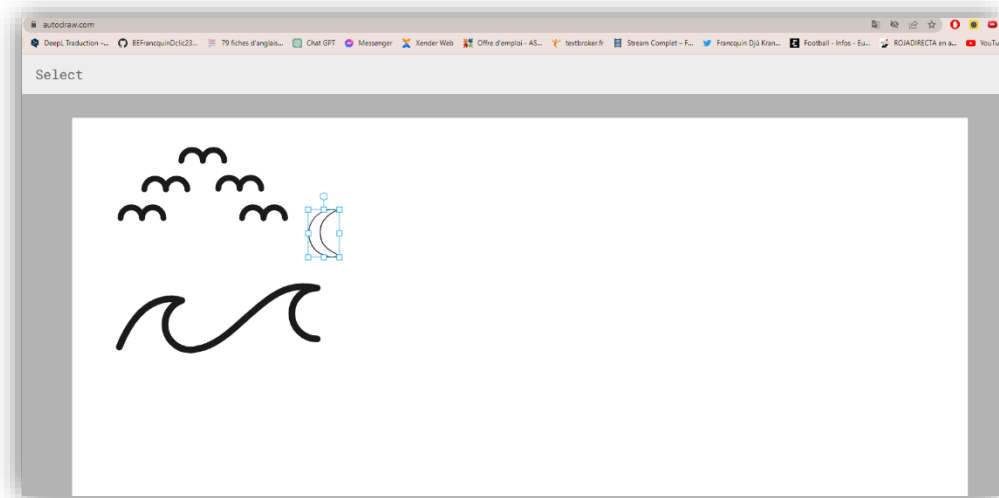 autodraw.com
DeepL Traduction –... BEFrancquinDclic23... 79 fiches d'anglais... Chat GPT Messenger Xender Web Offre d'emploi - AS... textbroker.fr Stream Complet – F... Francquin Djû Kran... Football - Infos - Eu... ROJADIRECTA en a... YouTu
Select